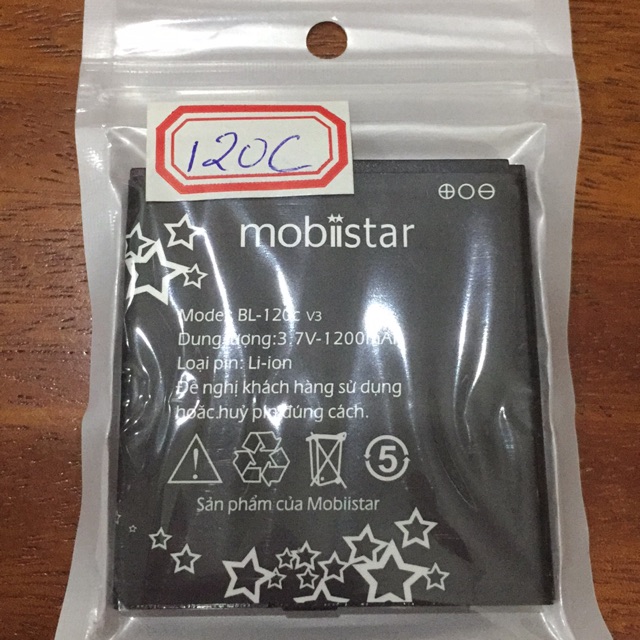 120C
mobiistar
Model: BL-120c V3
Dung lượng:3.7V-1200mAh
Loại pin: Li-ion
Đề nghị khách hàng sử dụng
hoặc huỷ pin đúng cách.
5
Sản phẩm của Mobiistar